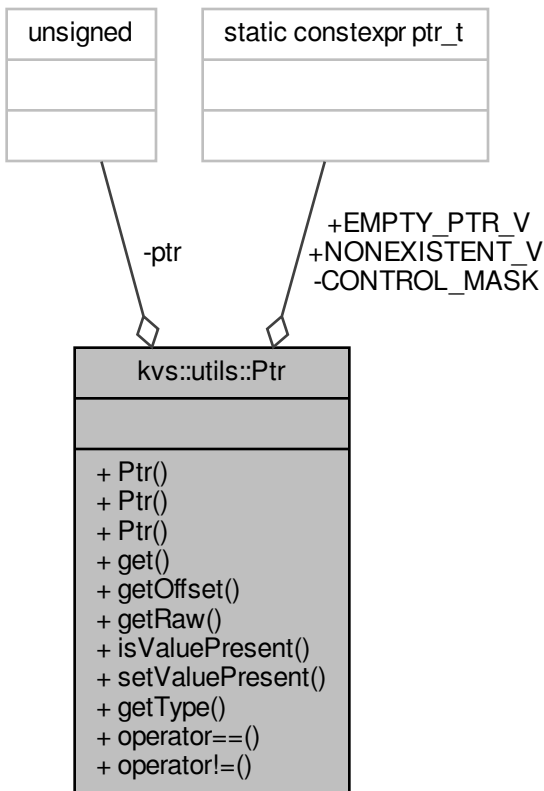 unsigned
static constexpr ptr_t
-ptr
+EMPTY_PTR_V
+NONEXISTENT_V
-CONTROL_MASK
kvs::utils::Ptr
+ Ptr()
+ Ptr()
+ Ptr()
+ get()
+ getOffset()
+ getRaw()
+ isValuePresent()
+ setValuePresent()
+ getType()
+ operator==()
+ operator!=()